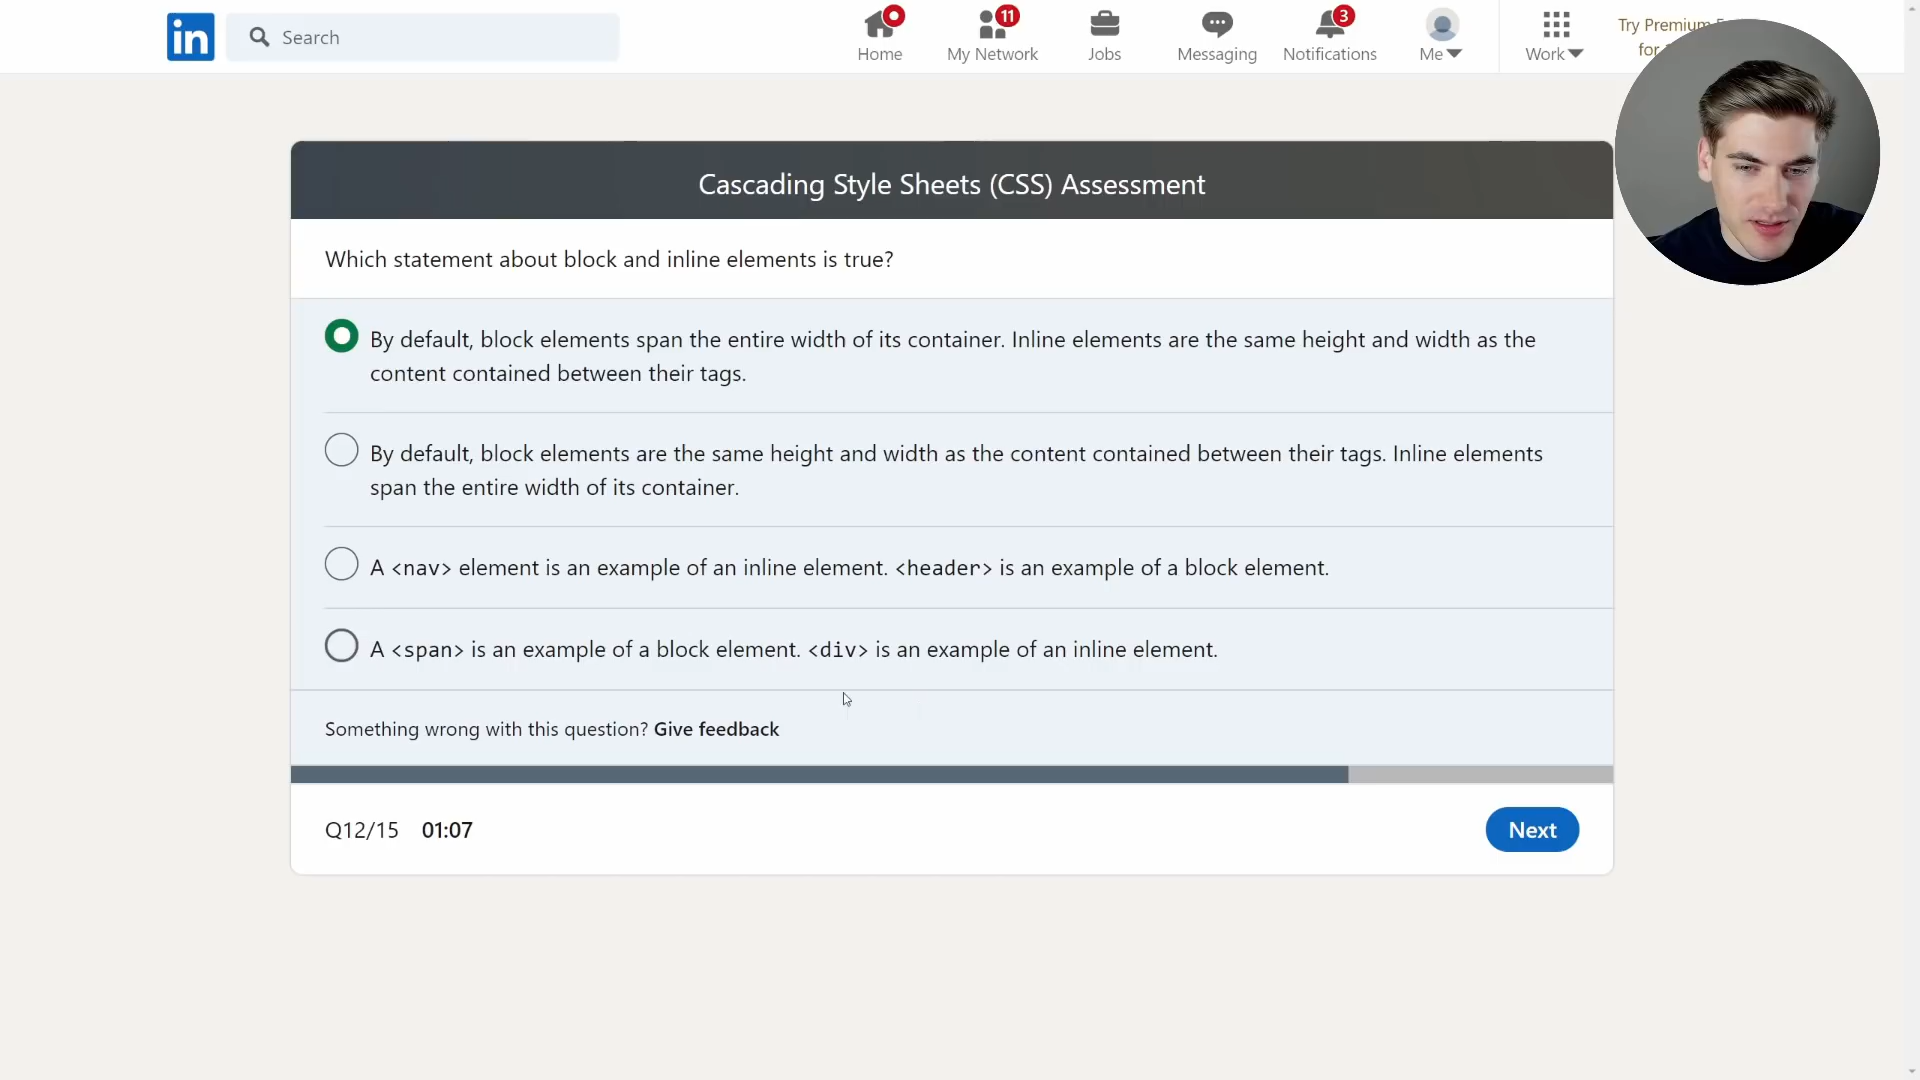 in
Search
Home
11
My Network
Jobs
Messaging
3
Notifications
Me
Work
Try Premium
for
Cascading Style Sheets (CSS) Assessment
Which statement about block and inline elements is true?
By default, block elements span the entire width of its container. Inline elements are the same height and width as the
content contained between their tags.
By default, block elements are the same height and width as the content contained between their tags. Inline elements
span the entire width of its container.
A <nav> element is an example of an inline element. <header> is an example of a block element.
A <span> is an example of a block element. <div> is an example of an inline element.
Something wrong with this question? Give feedback
Q12/15 01:07
Next